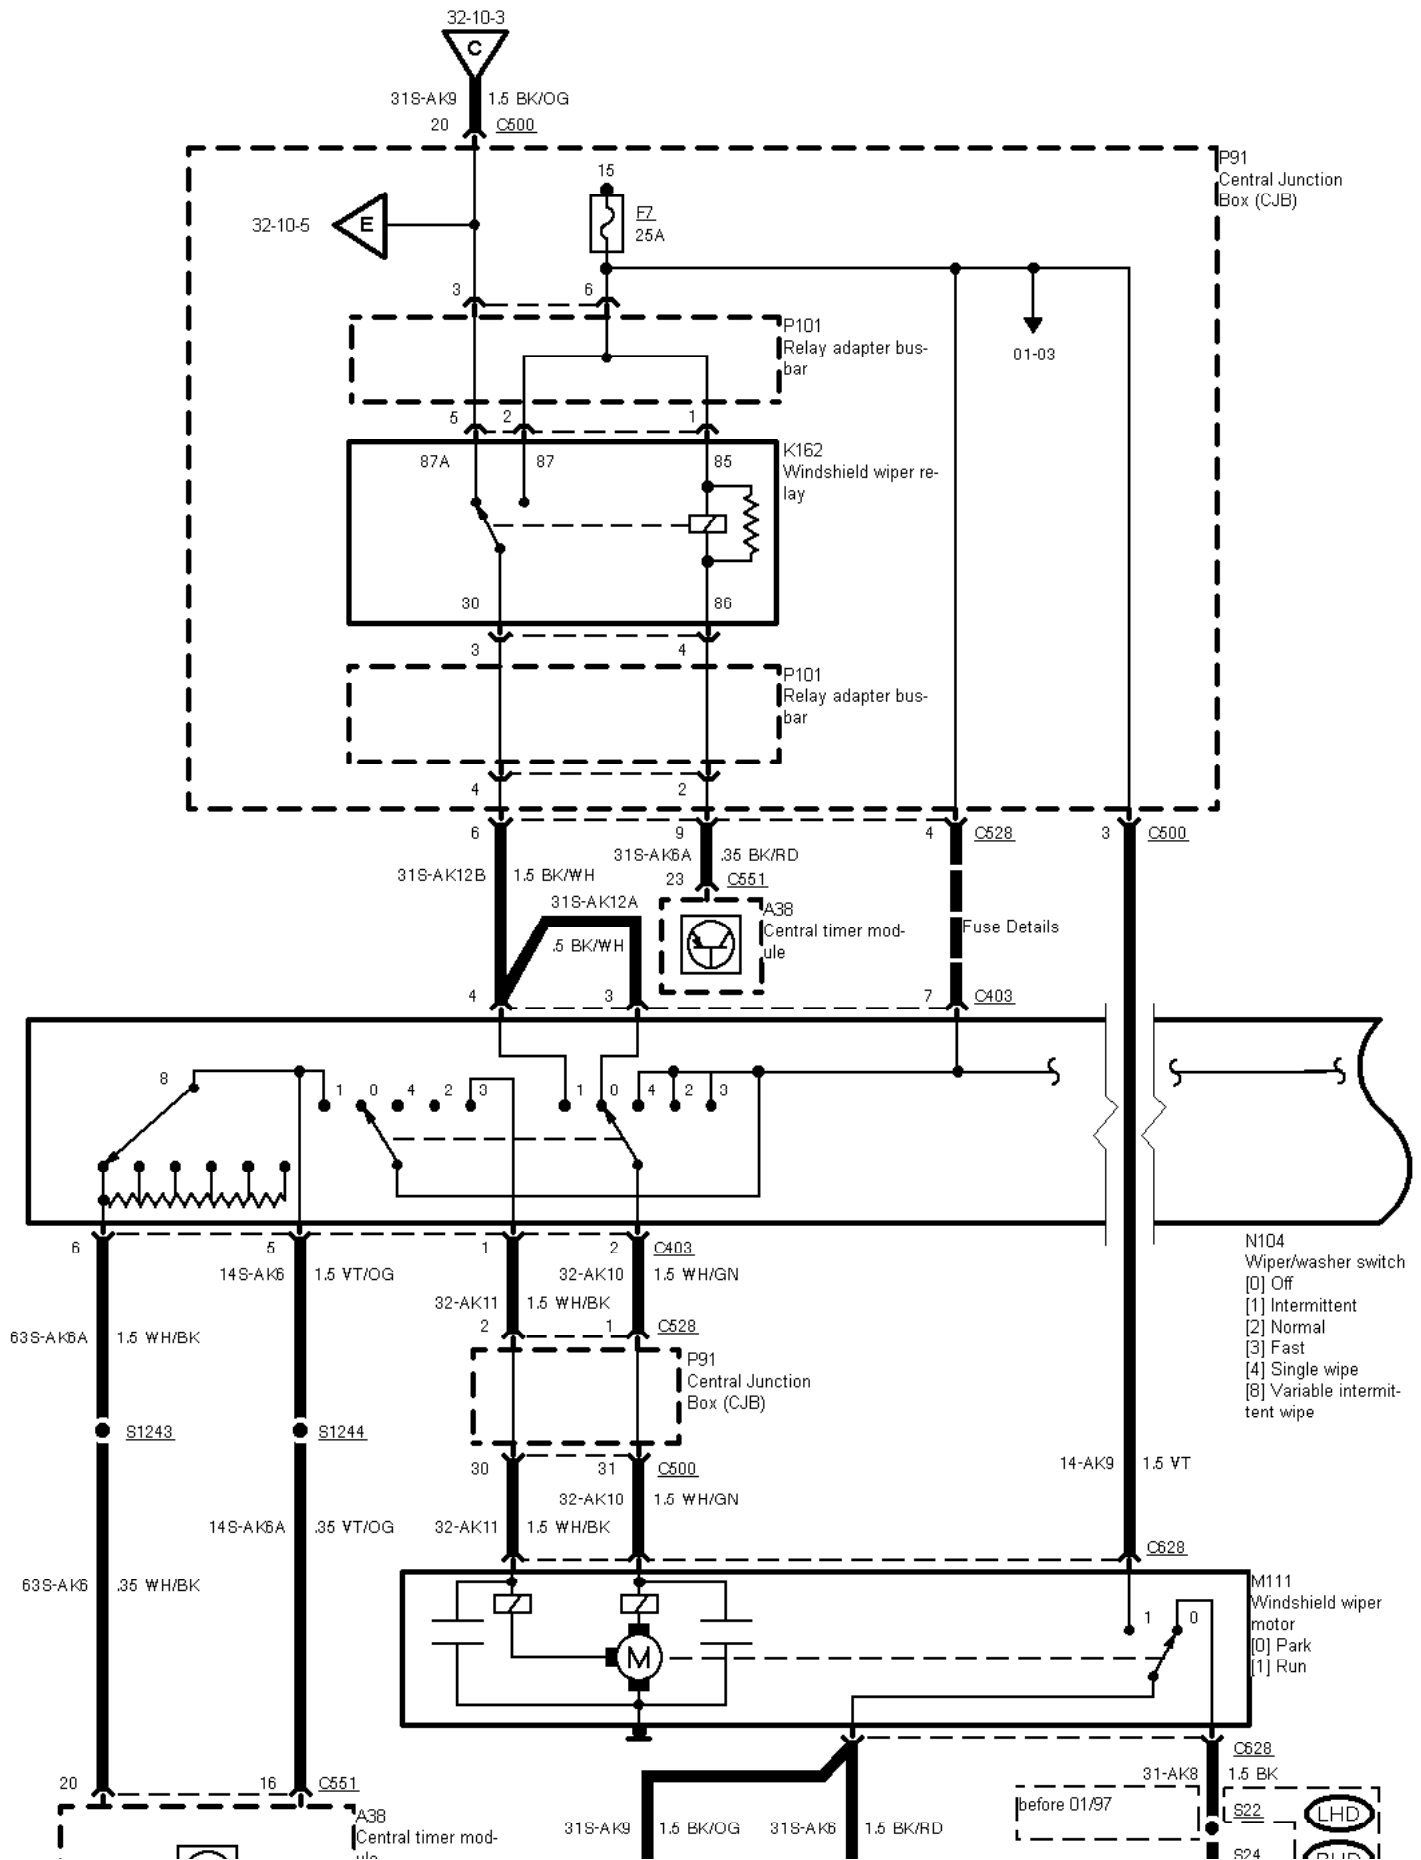 32-10-3
C
31S-AK9 1.5 BK/OG
20 C500
P91
Central Junction
Box (CJB)
15
32-10-5 E
F7
25A
3 6
P101
Relay adapter bus-
bar
01-03
5 2 1
K162
Windshield wiper re-
lay
87A 87 85
30 86
3 4
P101
Relay adapter bus-
bar
4 2
6 9 4 C528 3 C500
31S-AK6A .35 BK/RD
31S-AK12B 1.5 BK/WH
23 C551
31S-AK12A
A38
Central timer mod-
ule
.5 BK/WH
Fuse Details
4 3 7 C403
8 1 0 4 2 3 1 0 4 2 3
6 5 1 2 C403
N104
Wiper/washer switch
[0] Off
[1] Intermittent
[2] Normal
[3] Fast
[4] Single wipe
[8] Variable intermit-
tent wipe
14S-AK6 1.5 VT/OG 32-AK10 1.5 WH/GN
32-AK11 1.5 WH/BK
2 1 C528
63S-AK6A 1.5 WH/BK
P91
Central Junction
Box (CJB)
S1243 S1244
30 31 C500
14-AK9 1.5 VT
32-AK10 1.5 WH/GN
14S-AK6A .35 VT/OG 32-AK11 1.5 WH/BK
C628
63S-AK6 .35 WH/BK
M111
Windshield wiper
motor
[0] Park
[1] Run
1 0
M
C628
31-AK8 1.5 BK
20 16 C551
before 01/97
S22 LHD
A38
Central timer mod-
ule
31S-AK9 1.5 BK/OG 31S-AK6 1.5 BK/RD
S24 RHD